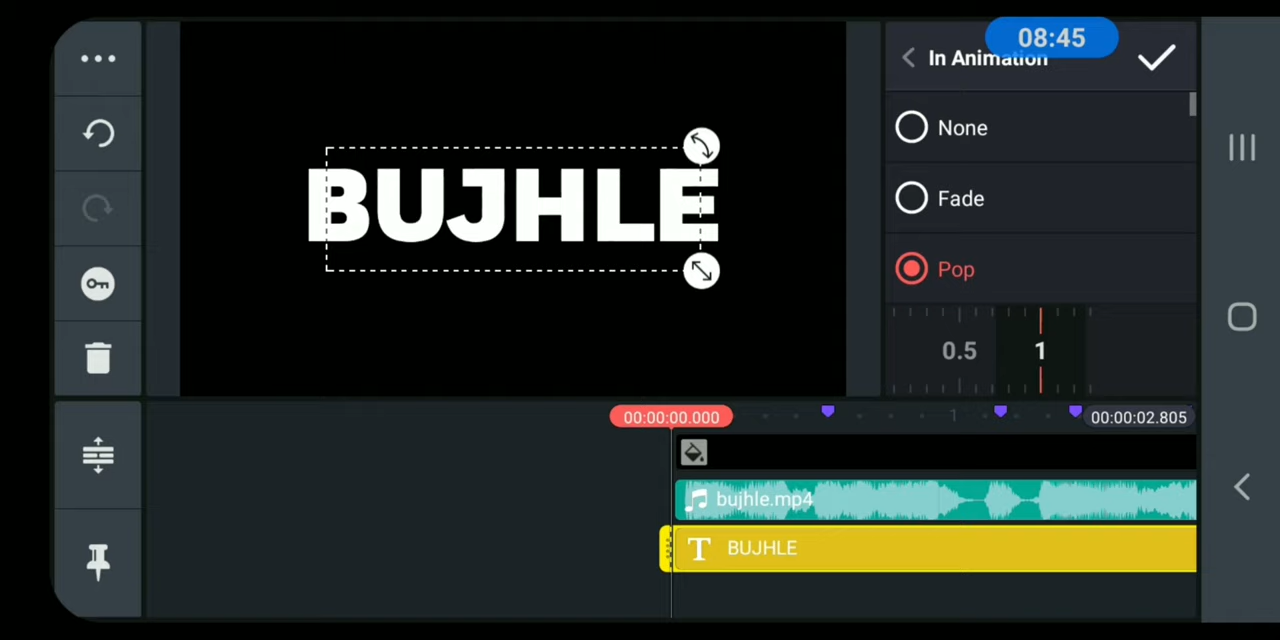 08:45
In Animation
None
Fade
Pop
BUJHLE
0.5 1
00:00:00.000 1 00:00:02.805
bujhle.mp4
T BUJHLE